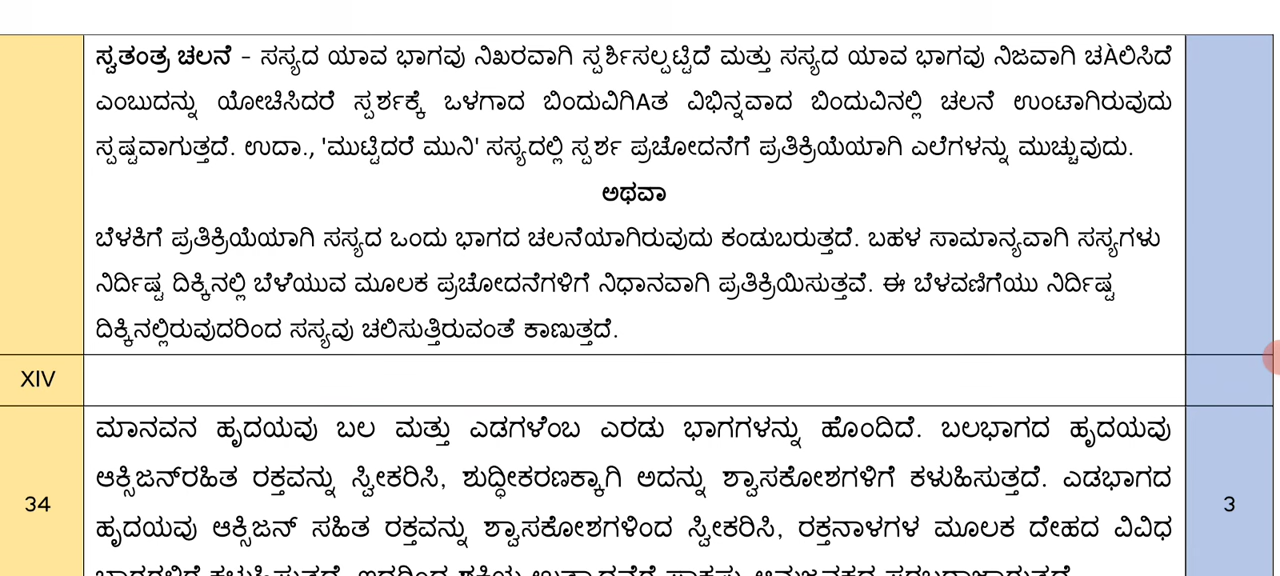 ಸ್ವತಂತ್ರ ಚಲನೆ - ಸಸ್ಯದ ಯಾವ ಭಾಗವು ನಿಖರವಾಗಿ ಸ್ಪರ್ಶಿಸಲ್ಪಟ್ಟಿದೆ ಮತ್ತು ಸಸ್ಯದ ಯಾವ ಭಾಗವು ನಿಜವಾಗಿ ಚÀಲಿಸಿದೆ
ಎಂಬುದನ್ನು ಯೋಚಿಸಿದರೆ ಸ್ಪರ್ಶಕ್ಕೆ ಒಳಗಾದ ಬಿಂದುವಿಗಿAತ ವಿಭಿನ್ನವಾದ ಬಿಂದುವಿನಲ್ಲಿ ಚಲನೆ ಉಂಟಾಗಿರುವುದು
ಸ್ಪಷ್ಟವಾಗುತ್ತದೆ. ಉದಾ., 'ಮುಟ್ಟಿದರೆ ಮುನಿ' ಸಸ್ಯದಲ್ಲಿ ಸ್ಪರ್ಶ ಪ್ರಚೋದನೆಗೆ ಪ್ರತಿಕ್ರಿಯೆಯಾಗಿ ಎಲೆಗಳನ್ನು ಮುಚ್ಚುವುದು.
ಅಥವಾ
ಬೆಳಕಿಗೆ ಪ್ರತಿಕ್ರಿಯೆಯಾಗಿ ಸಸ್ಯದ ಒಂದು ಭಾಗದ ಚಲನೆಯಾಗಿರುವುದು ಕಂಡುಬರುತ್ತದೆ. ಬಹಳ ಸಾಮಾನ್ಯವಾಗಿ ಸಸ್ಯಗಳು
ನಿರ್ದಿಷ್ಟ ದಿಕ್ಕಿನಲ್ಲಿ ಬೆಳೆಯುವ ಮೂಲಕ ಪ್ರಚೋದನೆಗಳಿಗೆ ನಿಧಾನವಾಗಿ ಪ್ರತಿಕ್ರಿಯಿಸುತ್ತವೆ. ಈ ಬೆಳವಣಿಗೆಯು ನಿರ್ದಿಷ್ಟ
ದಿಕ್ಕಿನಲ್ಲಿರುವುದರಿಂದ ಸಸ್ಯವು ಚಲಿಸುತ್ತಿರುವಂತೆ ಕಾಣುತ್ತದೆ.
XIV
ಮಾನವನ ಹೃದಯವು ಬಲ ಮತ್ತು ಎಡಗಳೆಂಬ ಎರಡು ಭಾಗಗಳನ್ನು ಹೊಂದಿದೆ. ಬಲಭಾಗದ ಹೃದಯವು
ಆಕ್ಸಿಜನ್‌ರಹಿತ ರಕ್ತವನ್ನು ಸ್ವೀಕರಿಸಿ, ಶುದ್ಧೀಕರಣಕ್ಕಾಗಿ ಅದನ್ನು ಶ್ವಾಸಕೋಶಗಳಿಗೆ ಕಳುಹಿಸುತ್ತದೆ. ಎಡಭಾಗದ
34
3
ಹೃದಯವು ಆಕ್ಸಿಜನ್ ಸಹಿತ ರಕ್ತವನ್ನು ಶ್ವಾಸಕೋಶಗಳಿಂದ ಸ್ವೀಕರಿಸಿ, ರಕ್ತನಾಳಗಳ ಮೂಲಕ ದೇಹದ ವಿವಿಧ